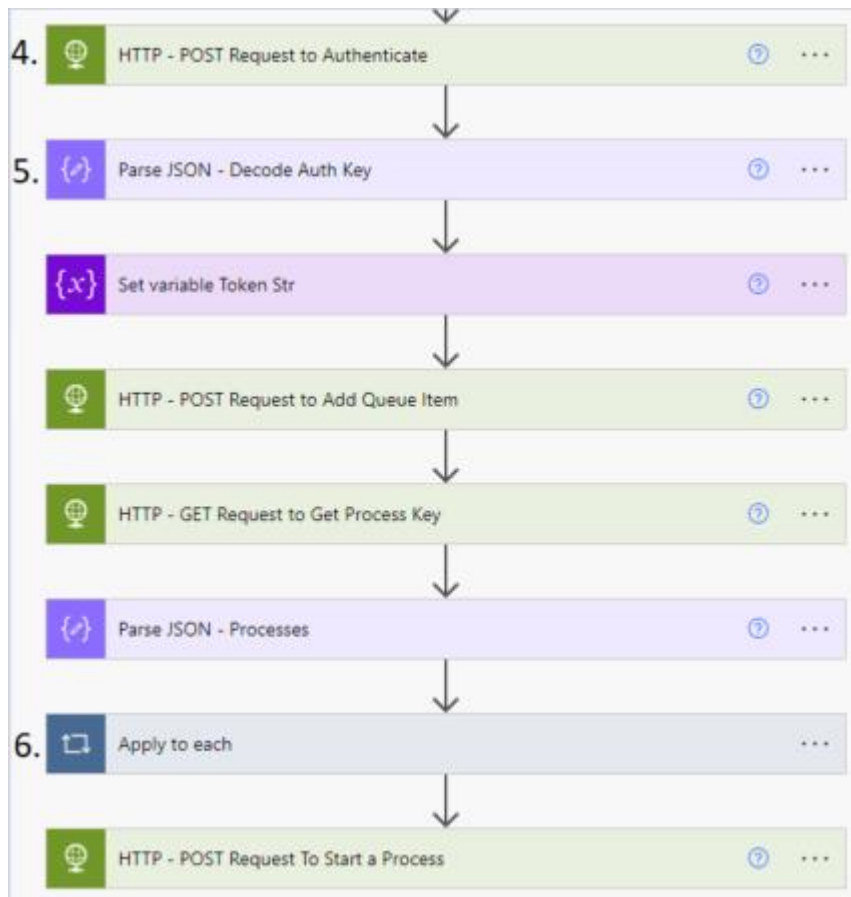 4. HTTP - POST Request to Authenticate
5. Parse JSON - Decode Auth Key
{x} Set variable Token Str
HTTP - POST Request to Add Queue Item
HTTP - GET Request to Get Process Key
Parse JSON - Processes
6. Apply to each
HTTP - POST Request To Start a Process